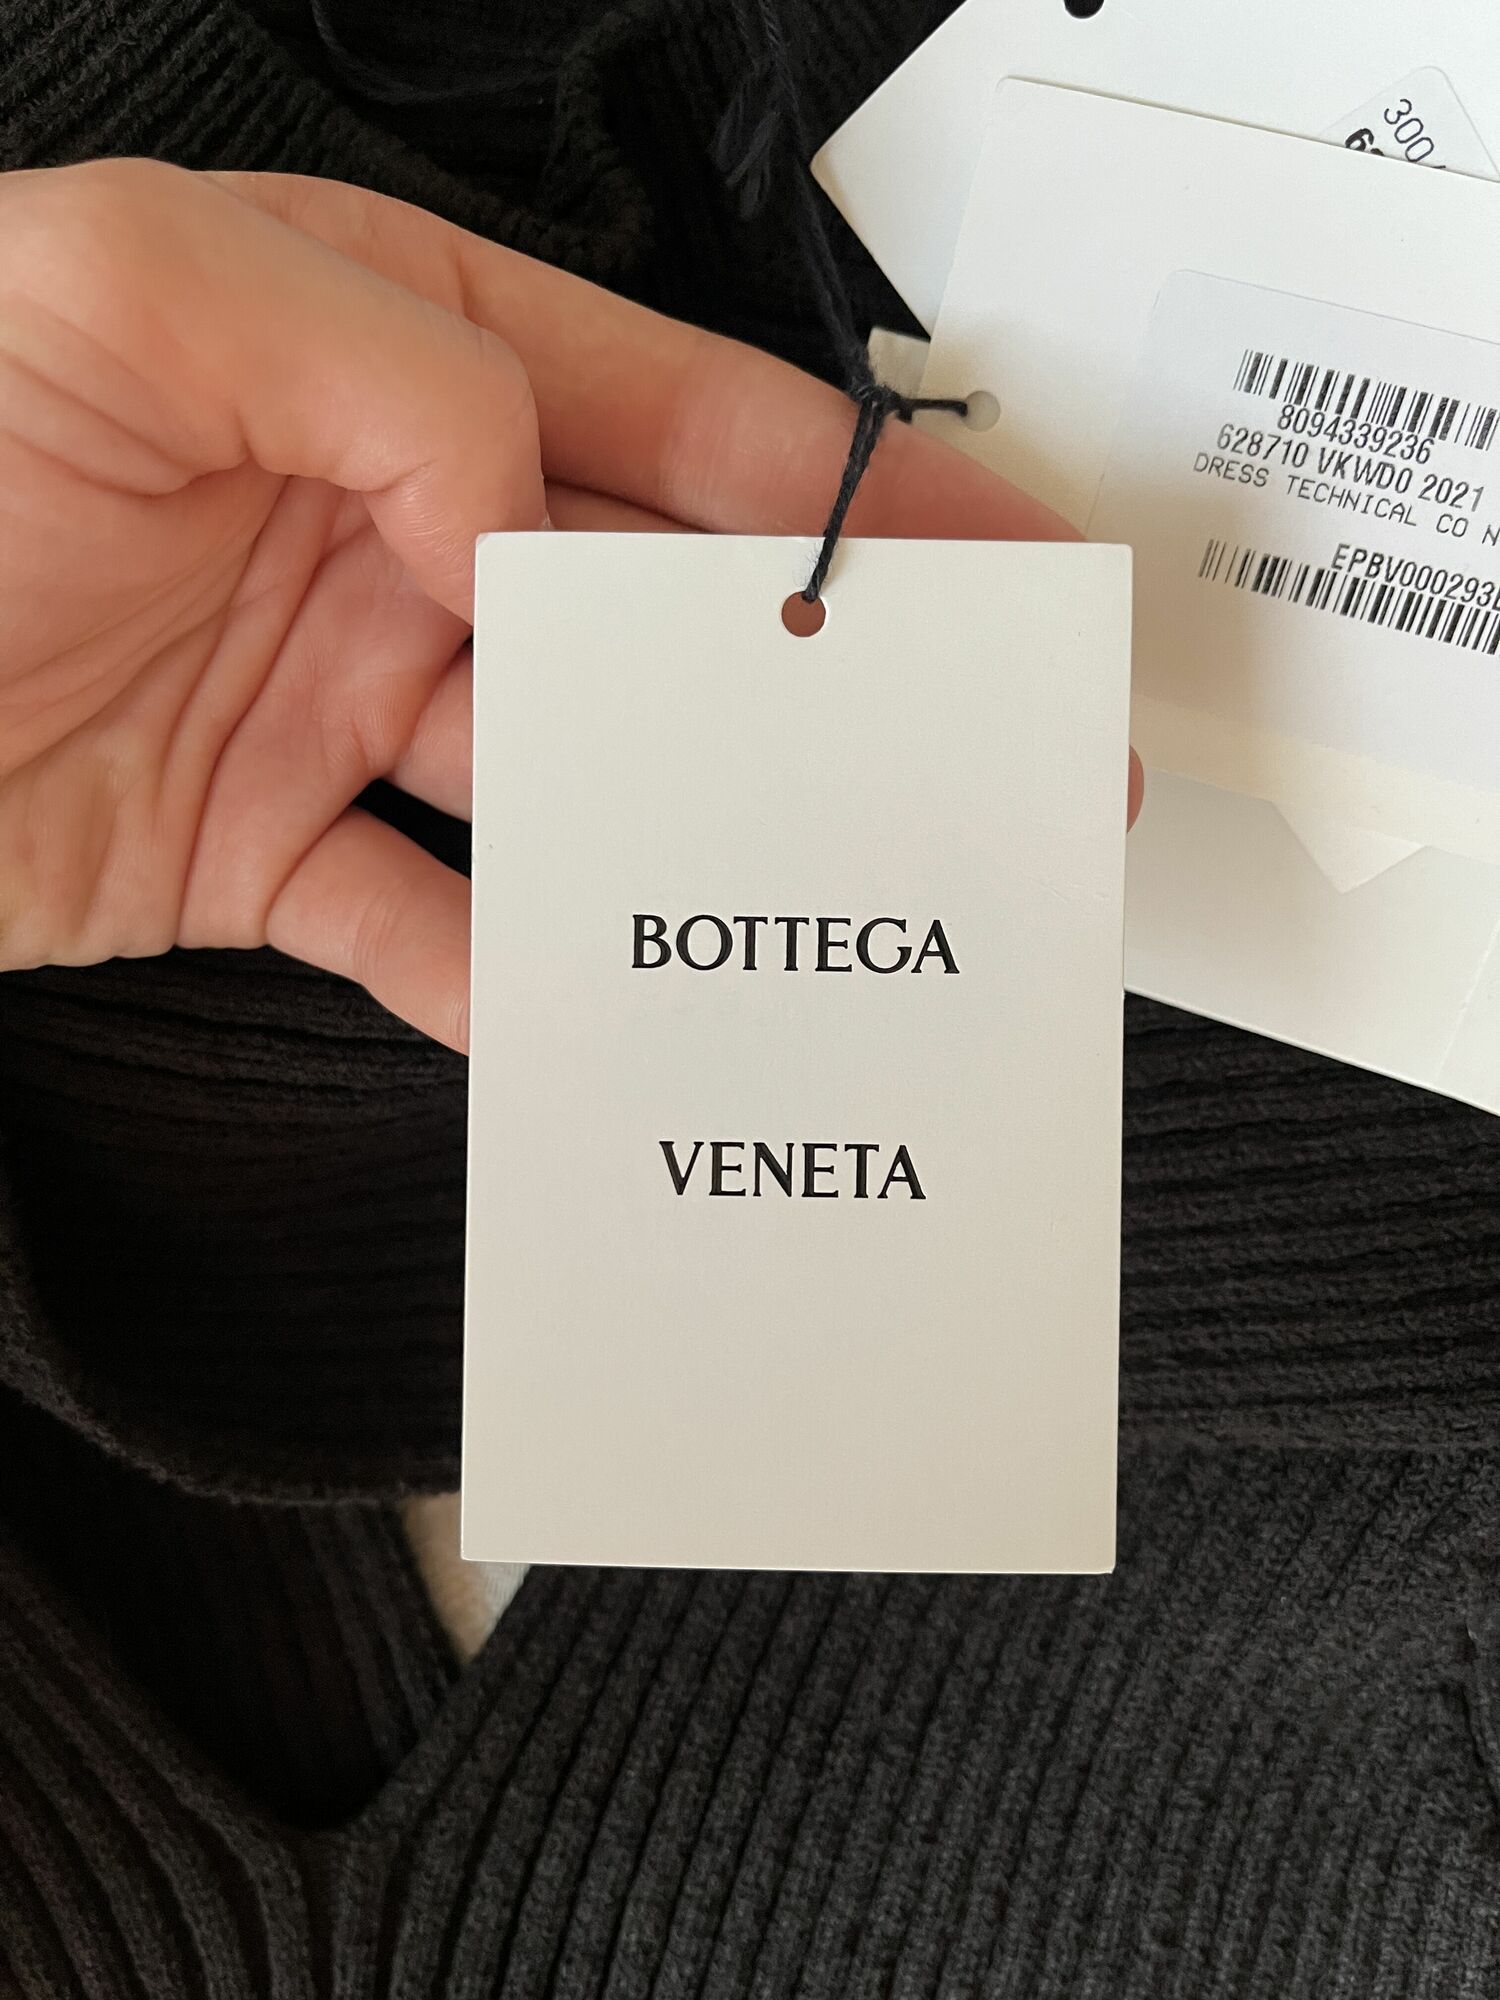 300
8094339236
628710 VKWD0 2021
DRESS TECHNICAL CO N
EPBV000293
BOTTEGA
VENETA